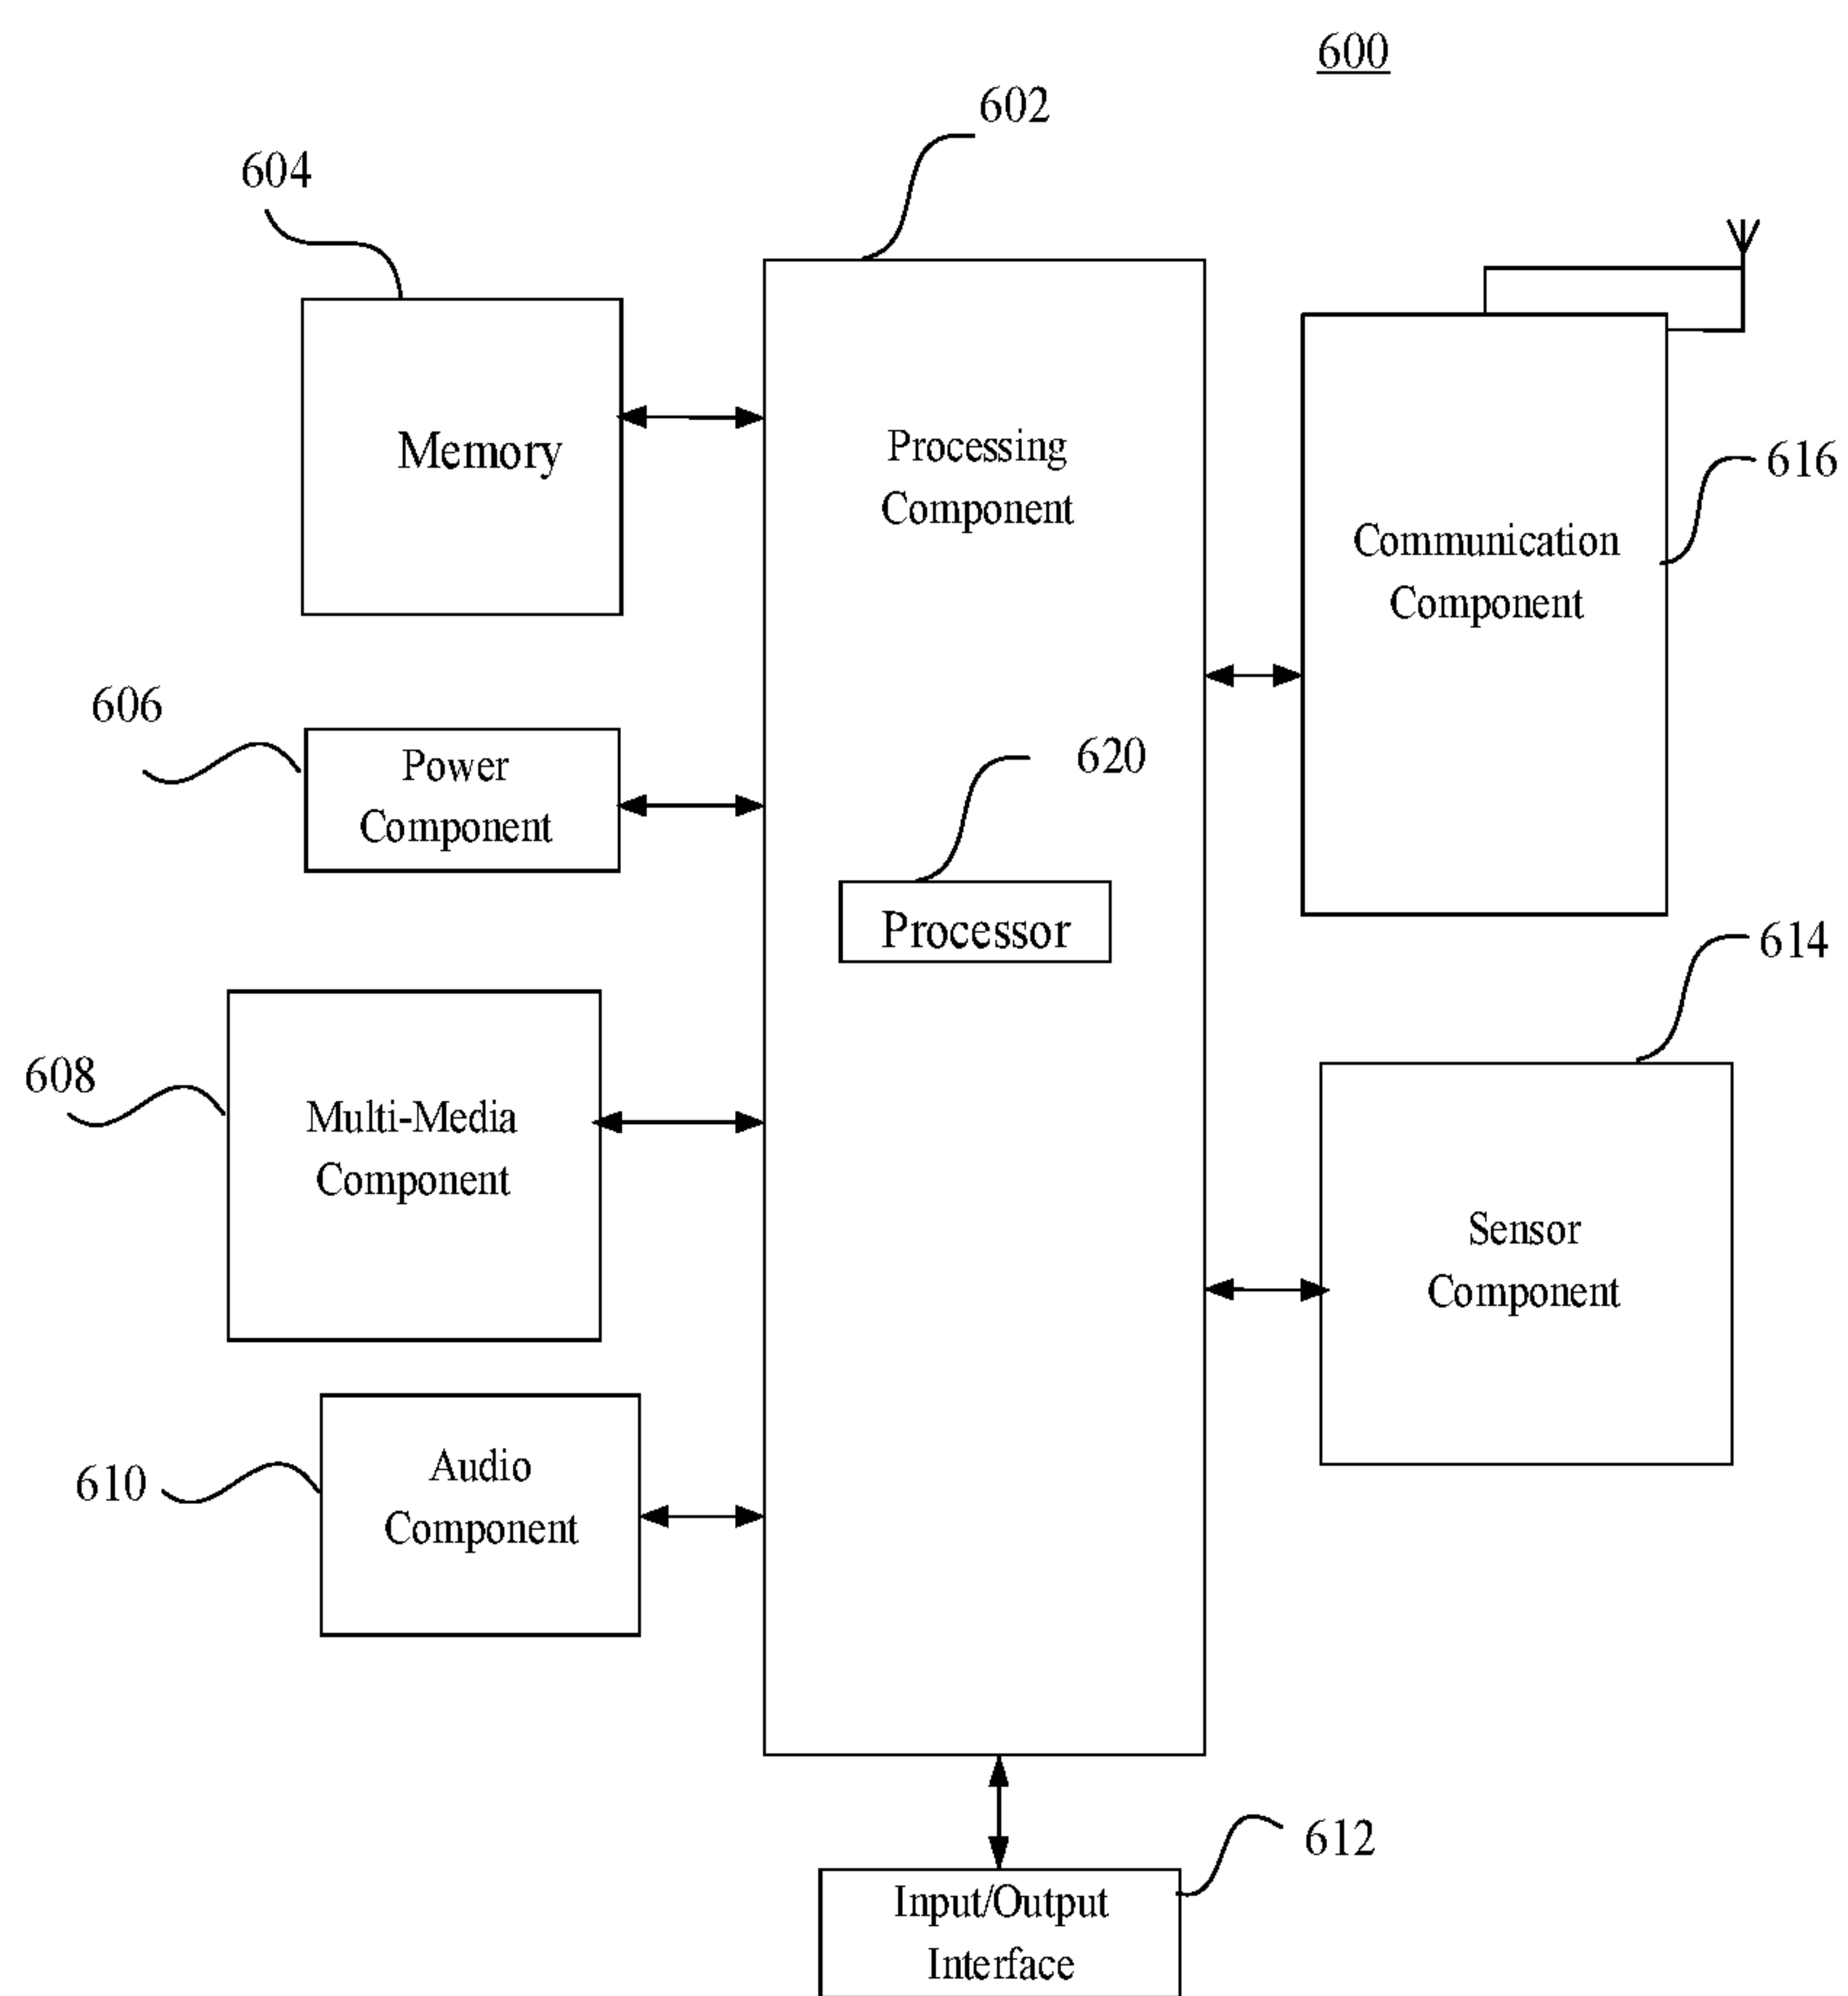 600
602
604
Memory
Processing
Component
616
Communication
Component
606
Power
Component
620
Processor
614
608
Multi-Media
Component
Sensor
Component
610
Audio
Component
612
Input/Output
Interface